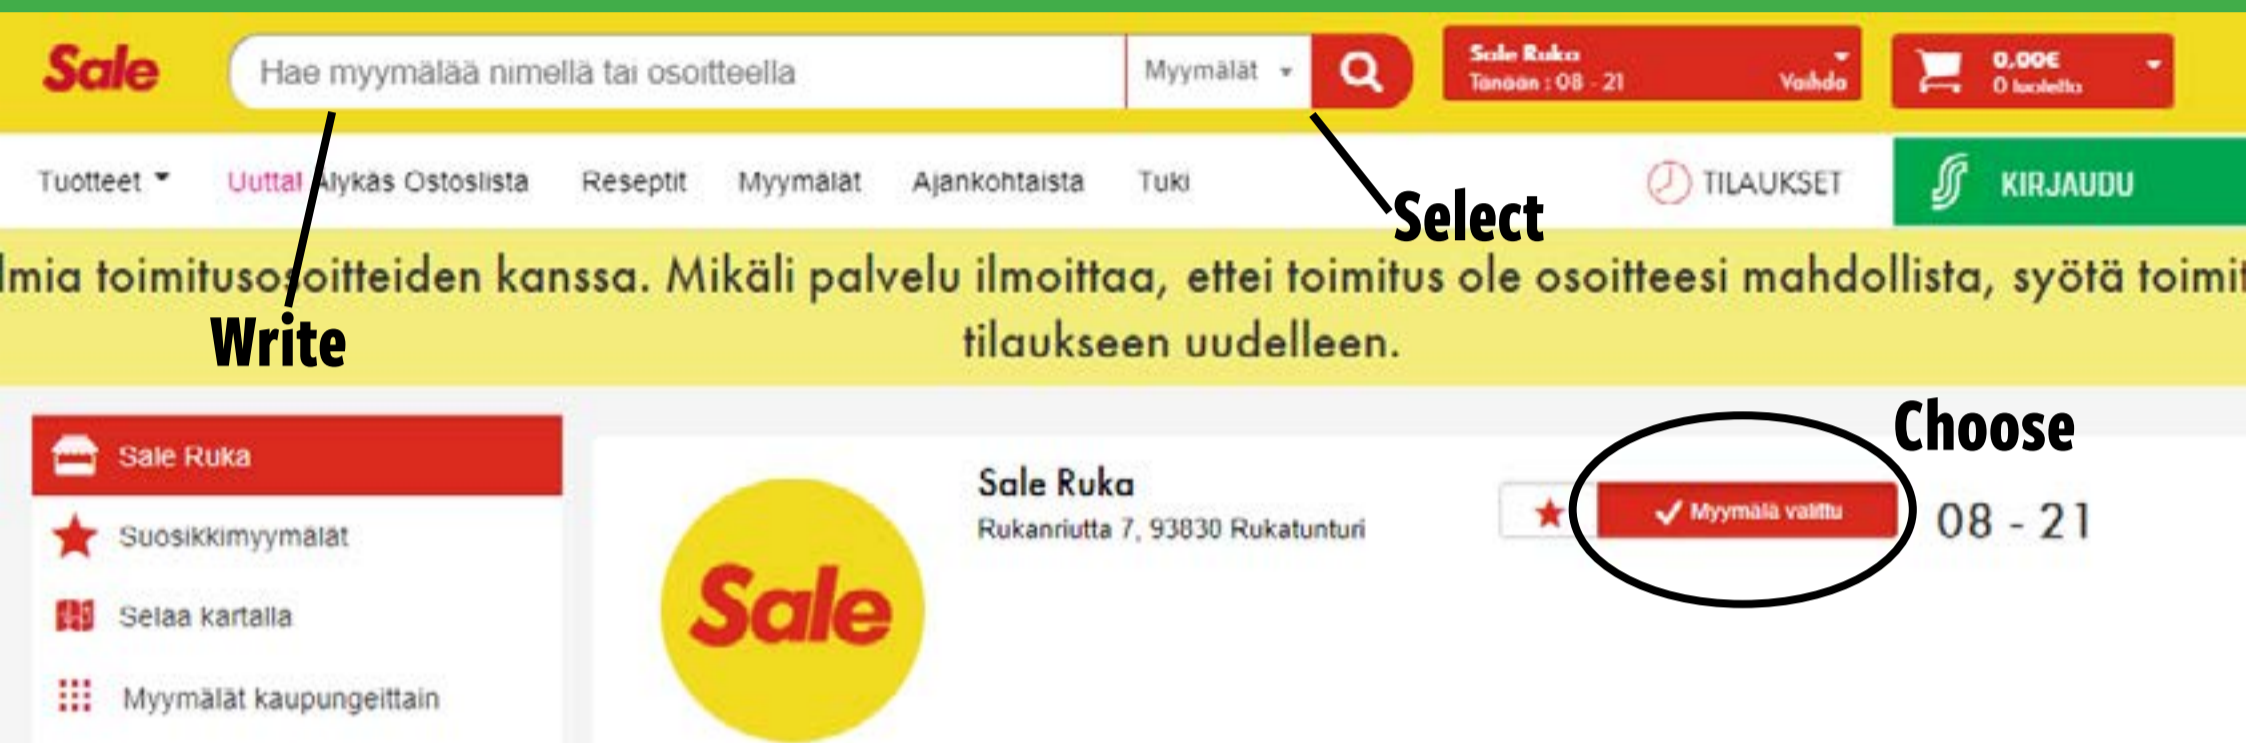 Sale
Hae myymälää nimellä tai osoitteella
Myymälät
Sale Ruka
Tänään : 08 - 21
Vaihda
0,00€
0 tuotetta
Tuotteet
Uutta! Älykäs Ostoslista
Reseptit
Myymälät
Ajankohtaista
Tuki
TILAUKSET
KIRJAUDU
Select
lmia toimitusosoitteiden kanssa. Mikäli palvelu ilmoittaa, ettei toimitus ole osoitteesi mahdollista, syötä toimit
tilaukseen uudelleen.
Write
Choose
Sale Ruka
Suosikkimyymälät
Selaa kartalla
Myymälät kaupungeittain
Sale
Sale Ruka
Rukanriutta 7, 93830 Rukatunturi
Myymälä valittu
08 - 21